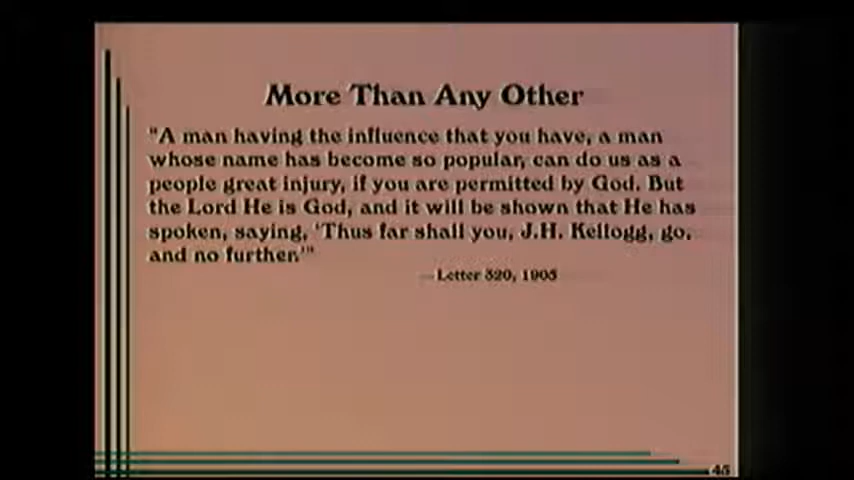 More Than Any Other
"A man having the influence that you have, a man
whose name has become so popular, can do us as a
people great injury, if you are permitted by God. But
the Lord He is God, and it will be shown that He has
spoken, saying, 'Thus far shall you, J.H. Kellogg, go,
and no further.'"
—Letter 320, 1905
45